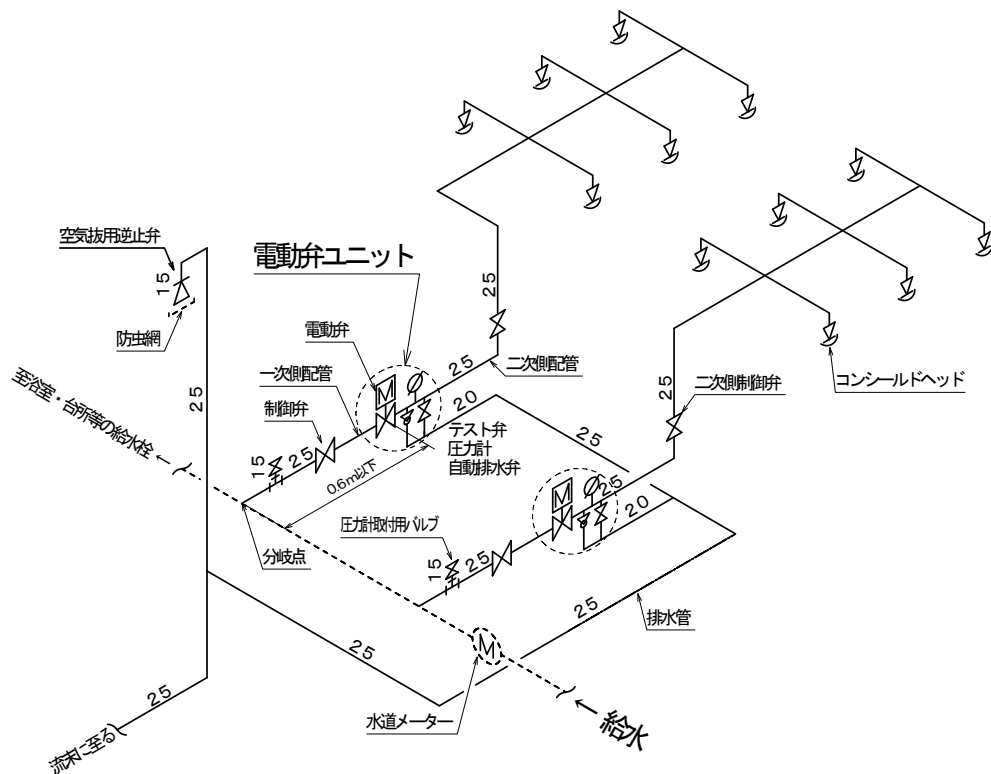 空気抜用逆止弁
15
防虫網
電動弁ユニット
25
電動弁
25
二次側配管
一次側配管
制御弁
20
テスト弁
圧力計
自動排水弁
15
25
0.6m以下
25
25
至浴室・台所等の給水栓 ←
コンシールドヘッド
25
二次側制御弁
M
M
25
20
圧力計取付用バルブ
15
25
分岐点
25
排水管
25
M
水道メーター
← 給水
25
流末に至る